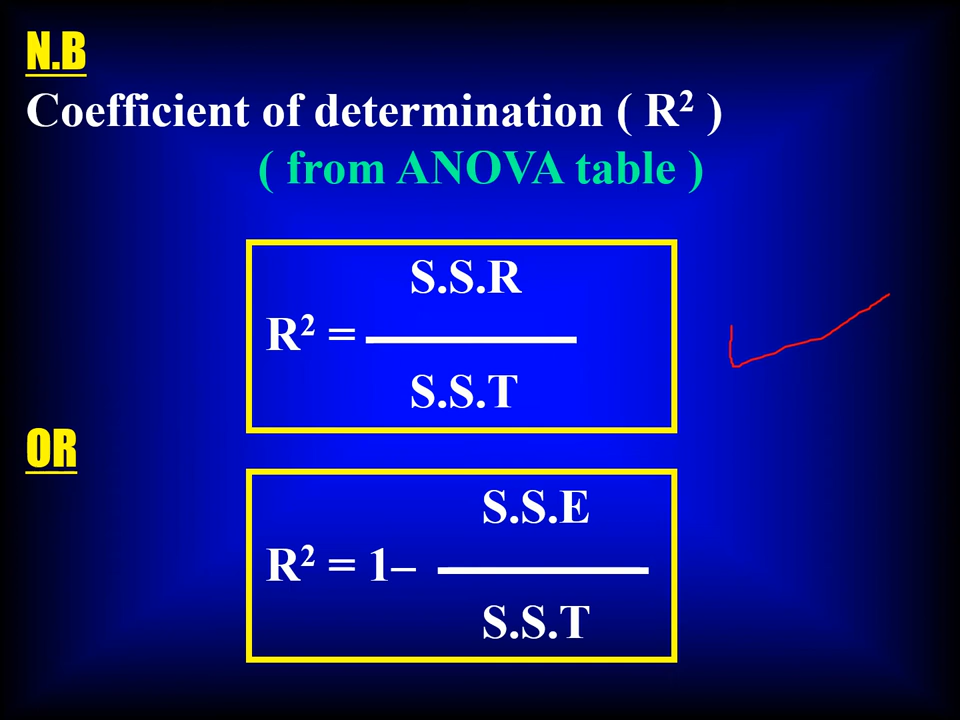 N.B
Coefficient of determination ( R² )
( from ANOVA table )
S.S.R
R² =
S.S.T
OR
S.S.E
R² = 1–
S.S.T